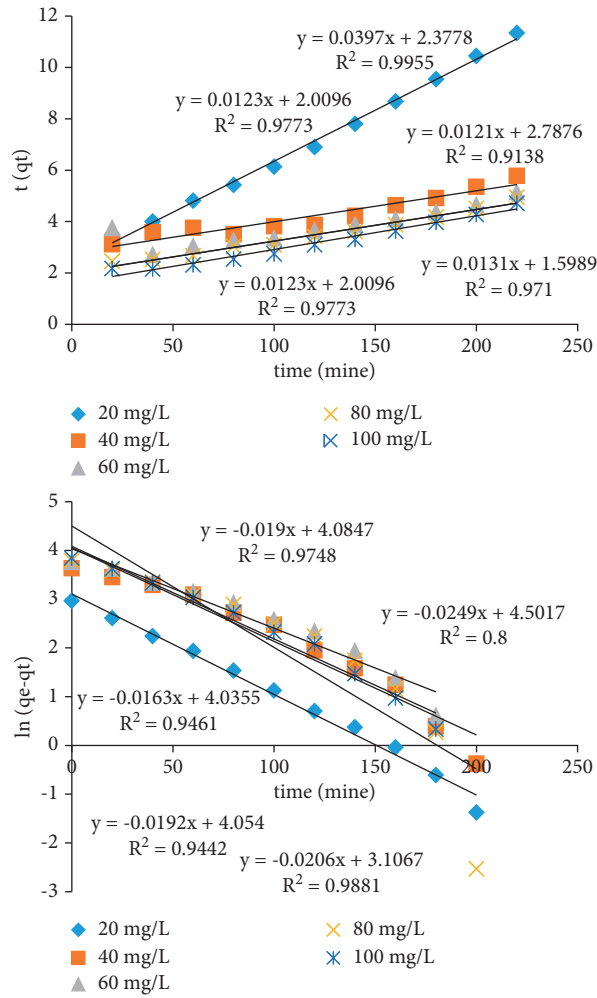 12
10
8
6
4
2
0
t (qt)
y = 0.0397x + 2.3778
R² = 0.9955
y = 0.0123x + 2.0096
R² = 0.9773
y = 0.0121x + 2.7876
R² = 0.9138
y = 0.0131x + 1.5989
R² = 0.971
y = 0.0123x + 2.0096
R² = 0.9773
0 50 100 150 200 250
time (mine)
20 mg/L
40 mg/L
60 mg/L
80 mg/L
100 mg/L
5
4
3
2
1
0
-1
-2
-3
ln (qe-qt)
y = -0.019x + 4.0847
R² = 0.9748
y = -0.0249x + 4.5017
R² = 0.8
y = -0.0163x + 4.0355
R² = 0.9461
0 50 100 150 200 250
time (mine)
y = -0.0192x + 4.054
R² = 0.9442
y = -0.0206x + 3.1067
R² = 0.9881
20 mg/L
40 mg/L
60 mg/L
80 mg/L
100 mg/L